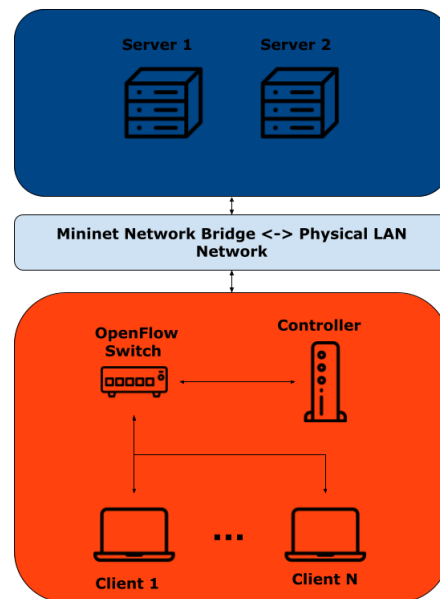 Server 1
Server 2
Mininet Network Bridge <-> Physical LAN
Network
OpenFlow
Switch
Controller
...
Client 1
Client N